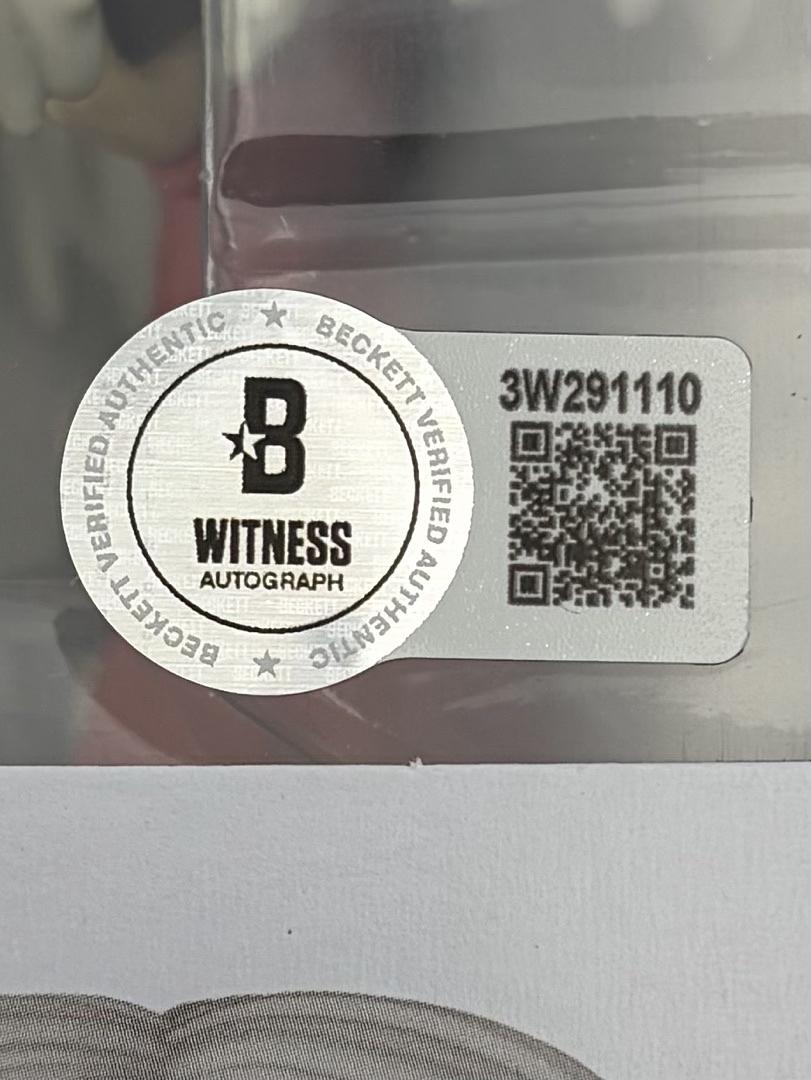 BECKETT VERIFIED AUTHENTIC
BECKETT VERIFIED AUTHENTIC
B
WITNESS
AUTOGRAPH
3W291110